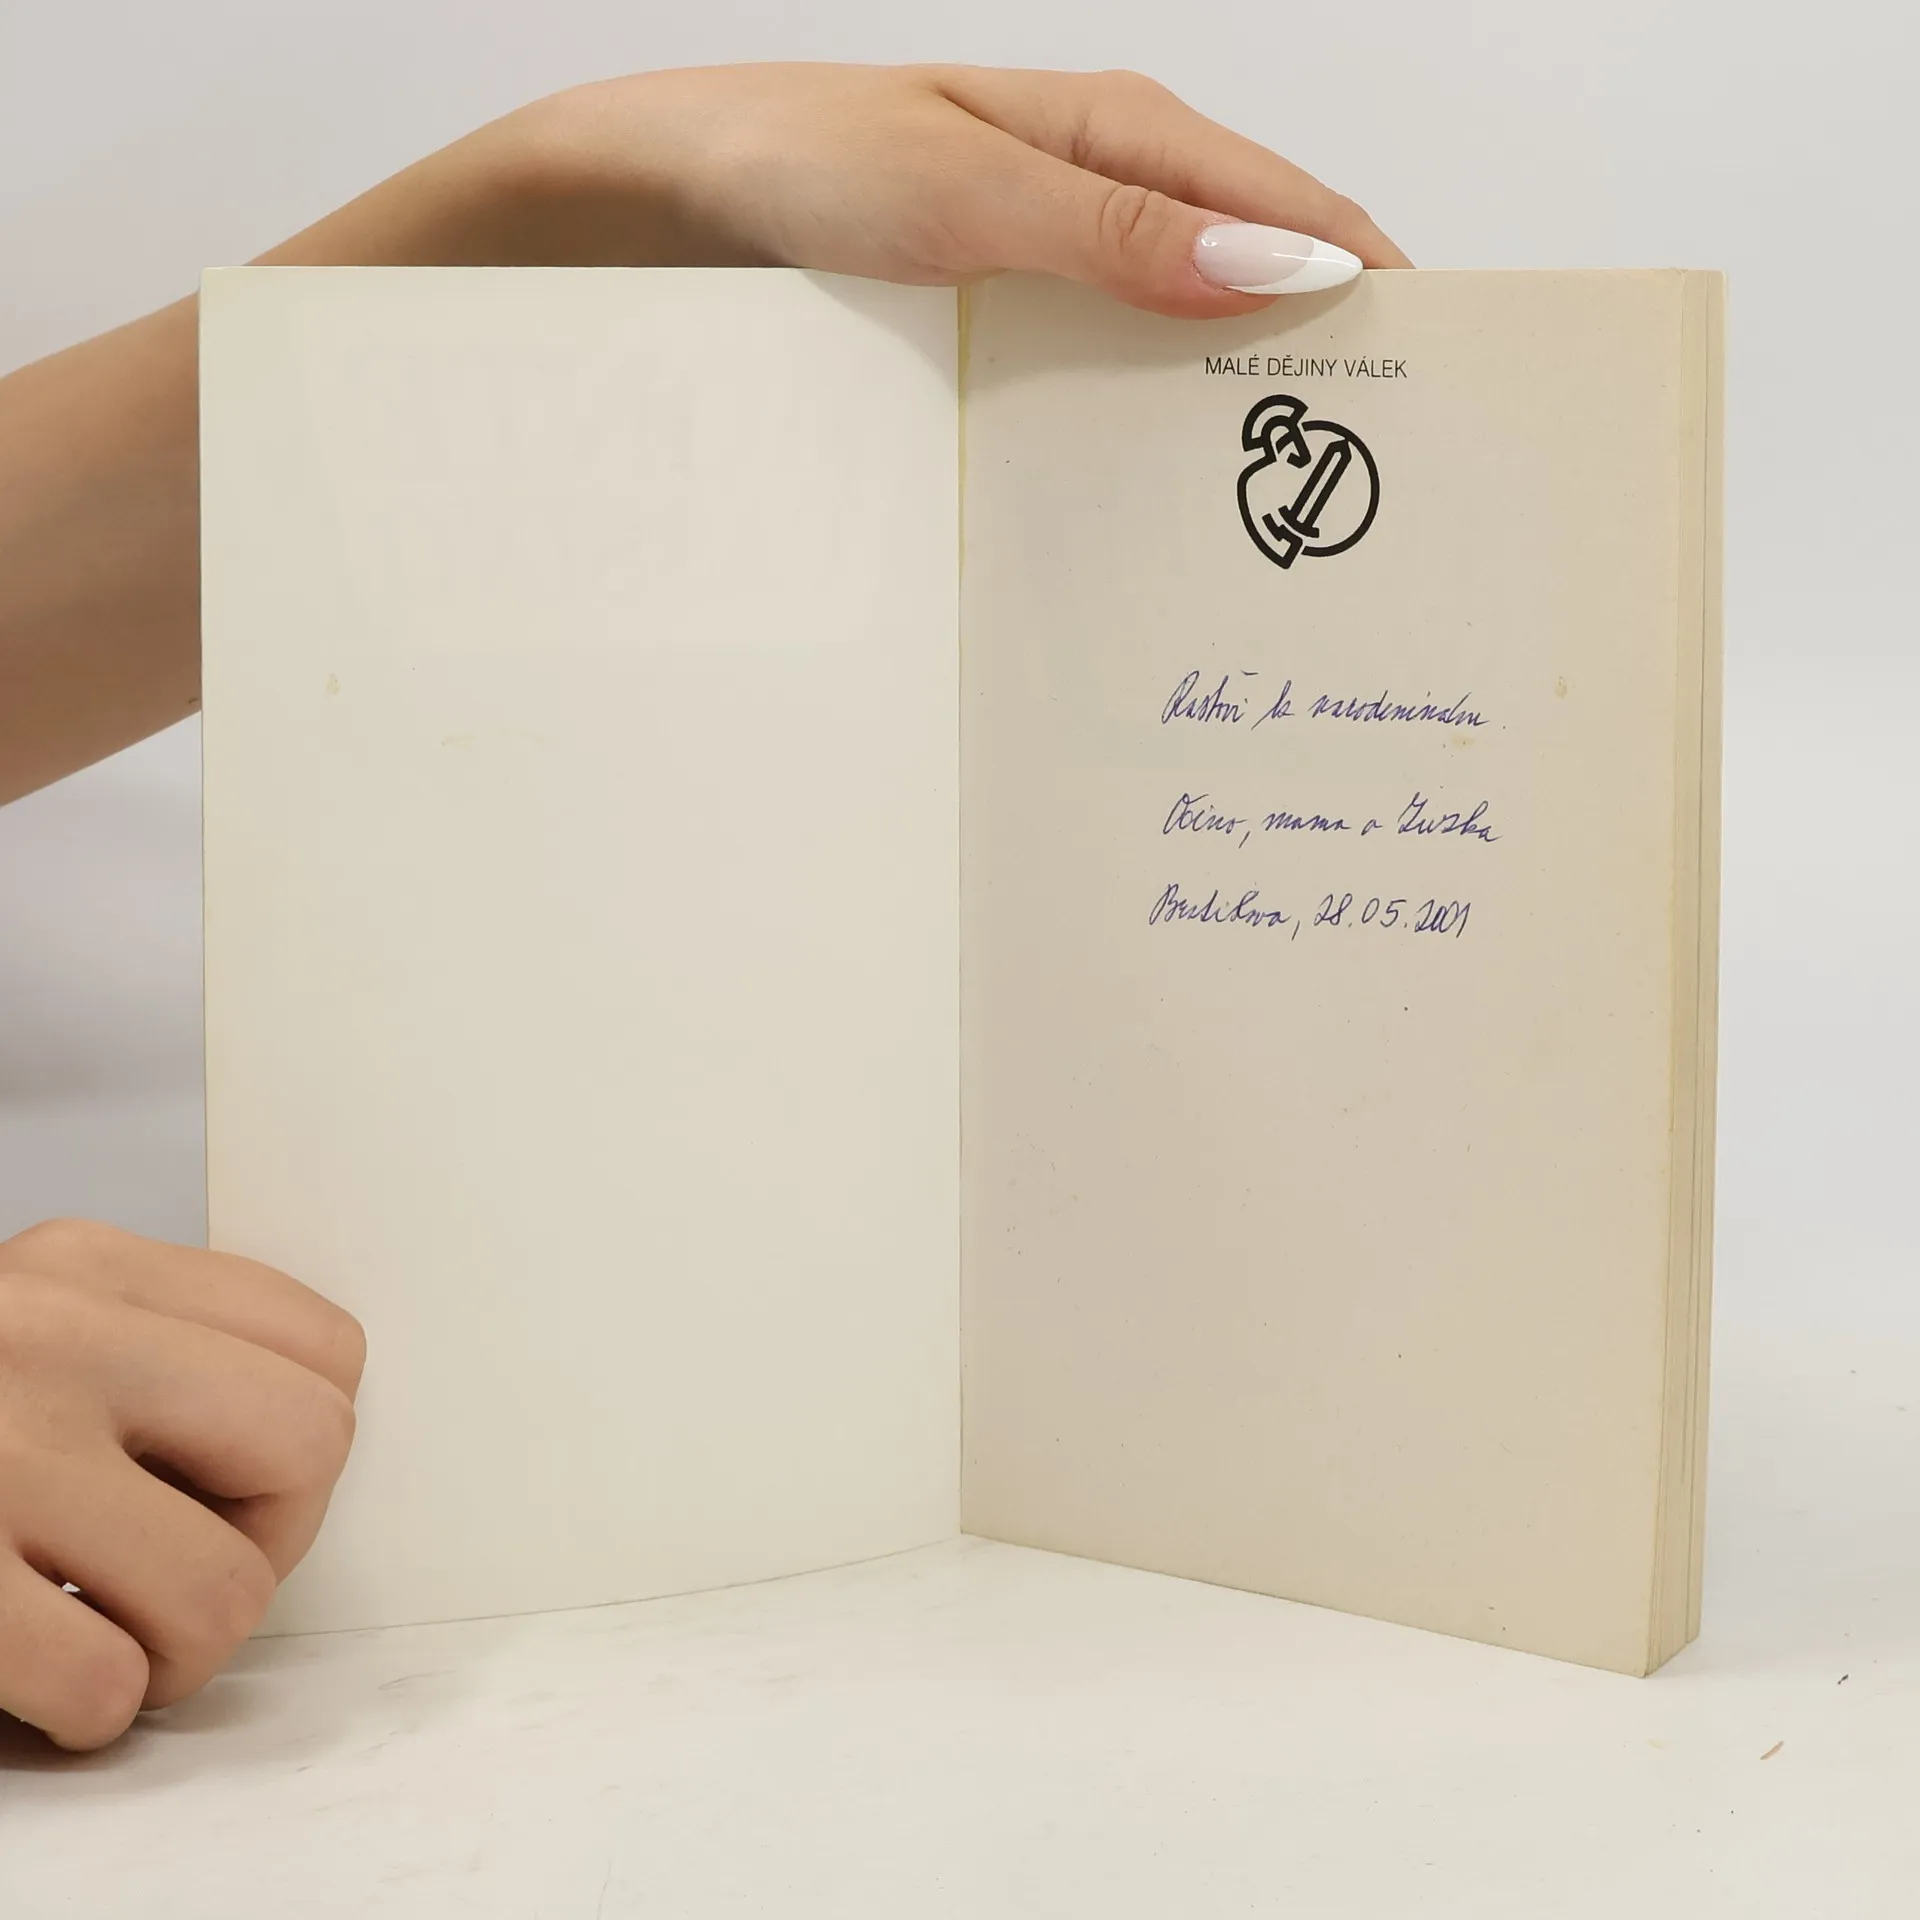 MALÉ DĚJINY VÁLEK
Rastovi k narodeninám.
Ocino, mama a Zuzka
Bratislava, 28.05.2001